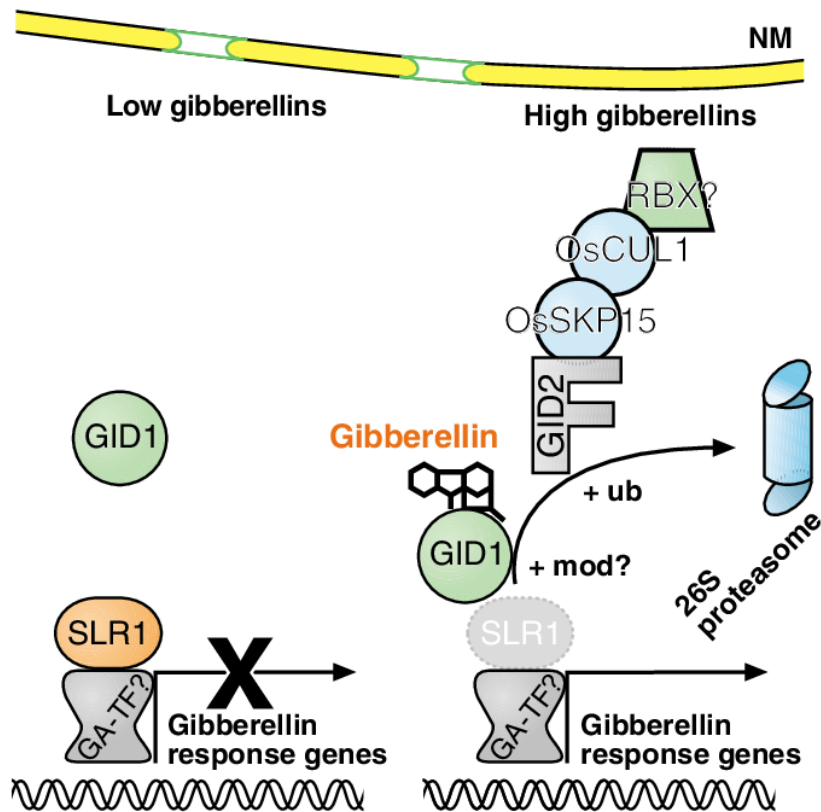 NM
Low gibberellins
High gibberellins
RBX?
OsCUL1
OsSKP15
GID2
GID1
Gibberellin
+ ub
GID1
+ mod?
26S
proteasome
SLR1
SLR1
X
GA-TF?
Gibberellin
response genes
GA-TF?
Gibberellin
response genes